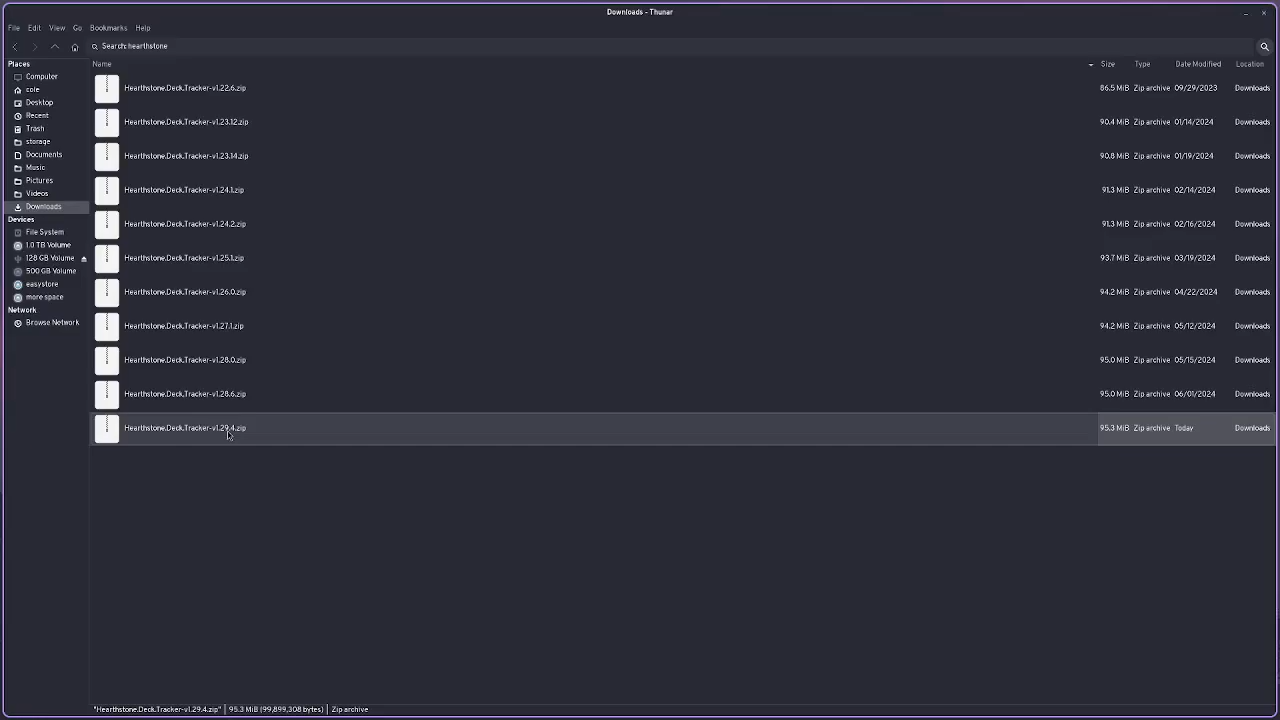 Downloads - Thunar
File Edit View Go Bookmarks Help
Search: hearthstone
Places
Computer
cole
Desktop
Recent
Trash
storage
Documents
Music
Pictures
Videos
Downloads
Devices
File System
1.0 TB Volume
128 GB Volume
500 GB Volume
easystore
more space
Network
Browse Network
Name Size Type Date Modified Location
Hearthstone.Deck.Tracker-v1.22.6.zip 86.5 MiB Zip archive 09/29/2023 Downloads
Hearthstone.Deck.Tracker-v1.23.12.zip 90.4 MiB Zip archive 01/14/2024 Downloads
Hearthstone.Deck.Tracker-v1.23.14.zip 90.8 MiB Zip archive 01/19/2024 Downloads
Hearthstone.Deck.Tracker-v1.24.1.zip 91.3 MiB Zip archive 02/14/2024 Downloads
Hearthstone.Deck.Tracker-v1.24.2.zip 91.3 MiB Zip archive 02/16/2024 Downloads
Hearthstone.Deck.Tracker-v1.25.1.zip 93.7 MiB Zip archive 03/19/2024 Downloads
Hearthstone.Deck.Tracker-v1.26.0.zip 94.2 MiB Zip archive 04/22/2024 Downloads
Hearthstone.Deck.Tracker-v1.27.1.zip 94.2 MiB Zip archive 05/12/2024 Downloads
Hearthstone.Deck.Tracker-v1.28.0.zip 95.0 MiB Zip archive 05/15/2024 Downloads
Hearthstone.Deck.Tracker-v1.28.6.zip 95.0 MiB Zip archive 06/01/2024 Downloads
Hearthstone.Deck.Tracker-v1.29.4.zip 95.3 MiB Zip archive Today Downloads
"Hearthstone.Deck.Tracker-v1.29.4.zip" | 95.3 MiB (99,899,308 bytes) | Zip archive